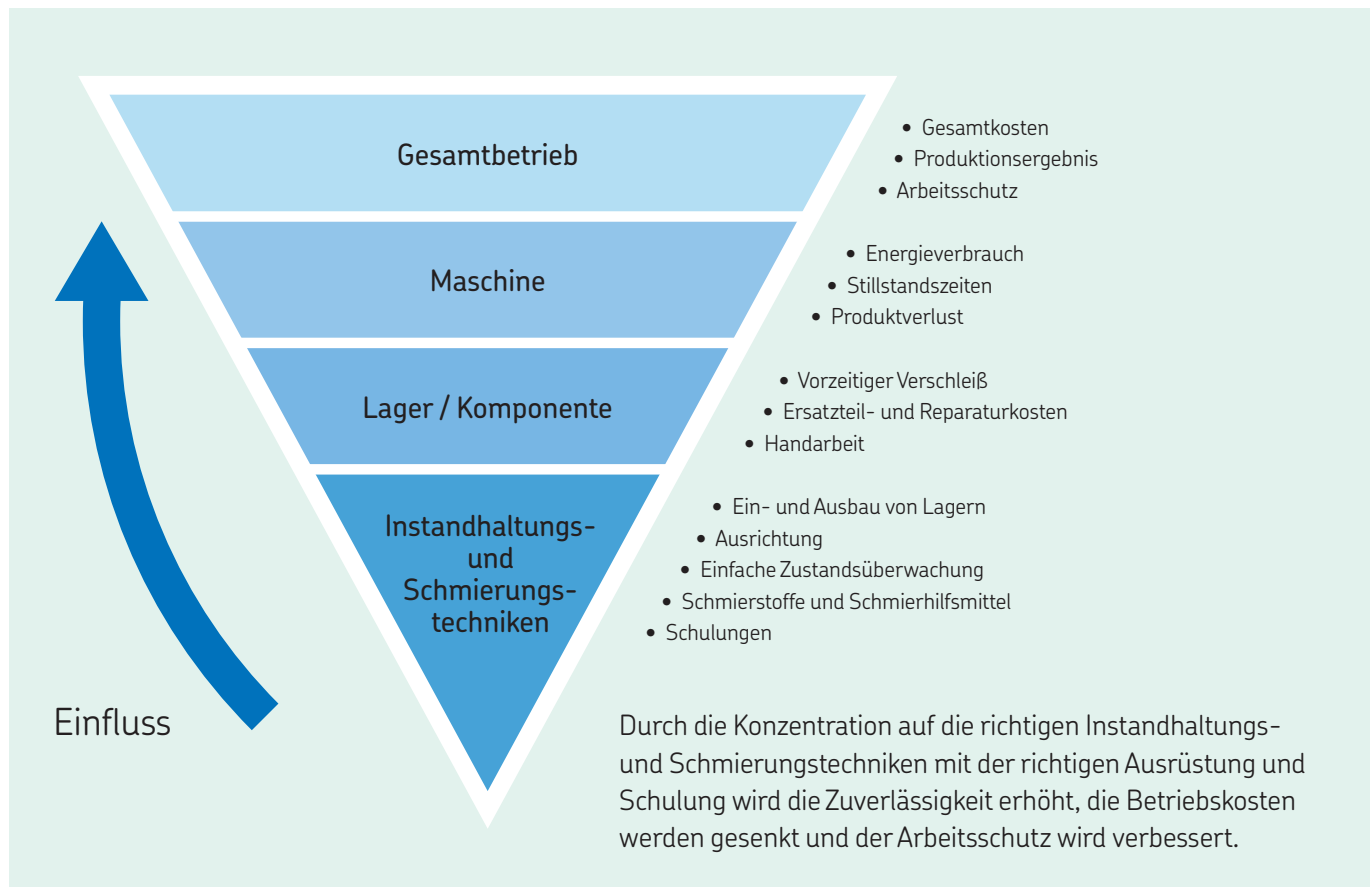 Gesamtbetrieb
• Gesamtkosten
• Produktionsergebnis
• Arbeitsschutz
Maschine
• Energieverbrauch
• Stillstandszeiten
• Produktverlust
Lager / Komponente
• Vorzeitiger Verschleiß
• Ersatzteil- und Reparaturkosten
• Handarbeit
Instandhaltungs-
und
Schmierungs-
techniken
• Ein- und Ausbau von Lagern
• Ausrichtung
• Einfache Zustandsüberwachung
• Schmierstoffe und Schmierhilfsmittel
• Schulungen
Einfluss
Durch die Konzentration auf die richtigen Instandhaltungs-
und Schmierungstechniken mit der richtigen Ausrüstung und
Schulung wird die Zuverlässigkeit erhöht, die Betriebskosten
werden gesenkt und der Arbeitsschutz wird verbessert.